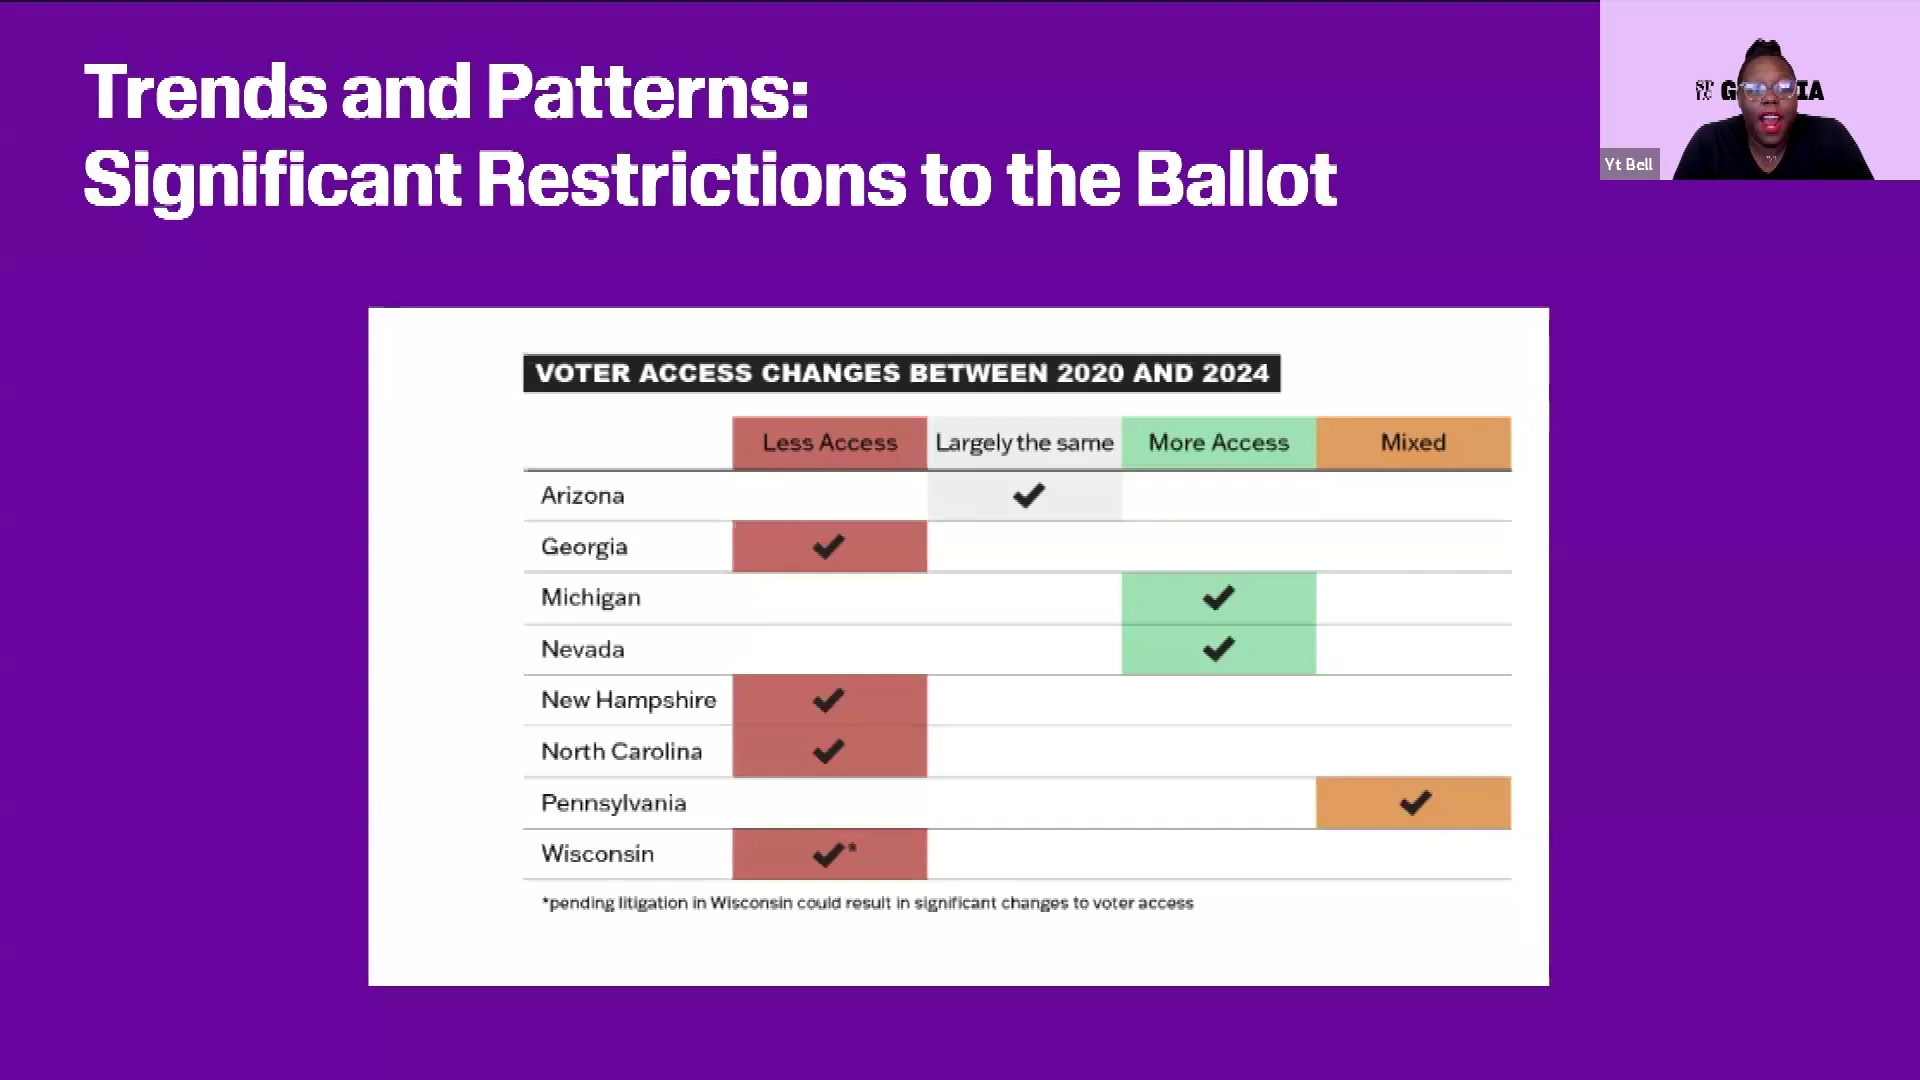 Trends and Patterns:
Significant Restrictions to the Ballot
Yt Bell
VOTER ACCESS CHANGES BETWEEN 2020 AND 2024
Less Access Largely the same More Access Mixed
Arizona ✔
Georgia ✔
Michigan ✔
Nevada ✔
New Hampshire ✔
North Carolina ✔
Pennsylvania ✔
Wisconsin ✔*
*pending litigation in Wisconsin could result in significant changes to voter access